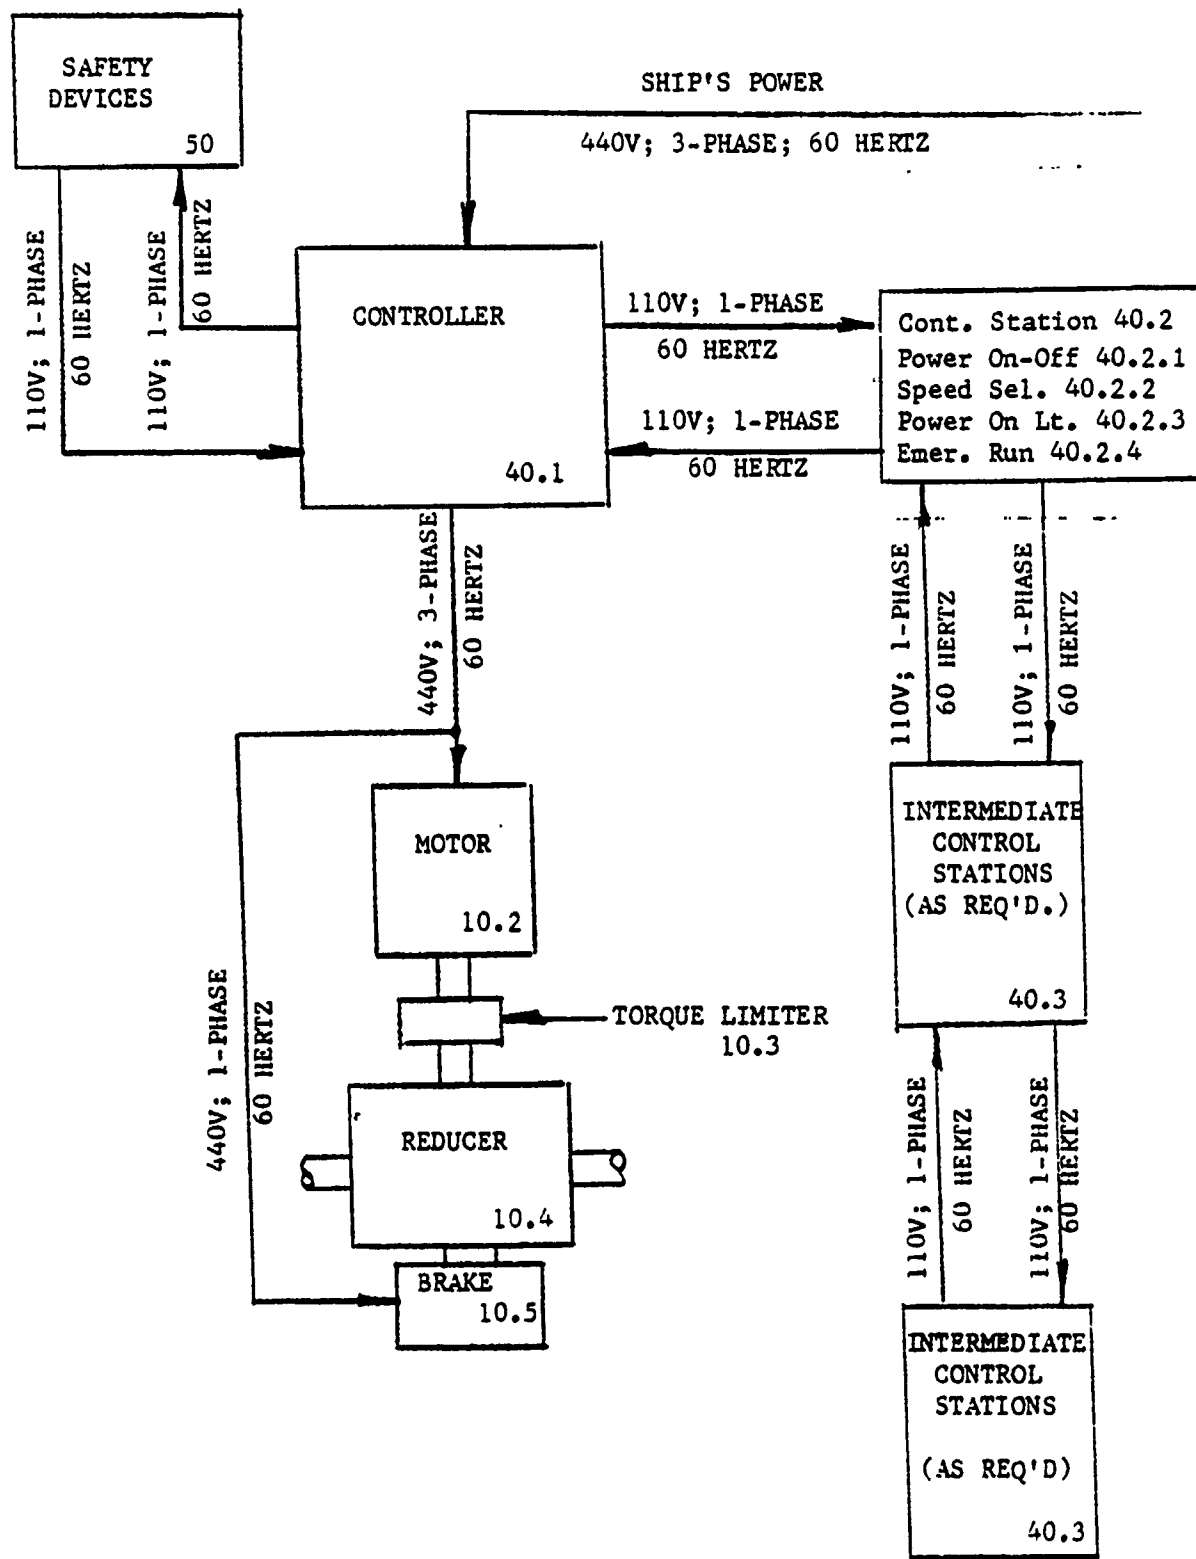 SAFETY
DEVICES
50
SHIP'S POWER
440V; 3-PHASE; 60 HERTZ
110V; 1-PHASE
60 HERTZ
110V; 1-PHASE
60 HERTZ
CONTROLLER
40.1
110V; 1-PHASE
60 HERTZ
110V; 1-PHASE
60 HERTZ
Cont. Station 40.2
Power On-Off 40.2.1
Speed Sel. 40.2.2
Power On Lt. 40.2.3
Emer. Run 40.2.4
440V; 3-PHASE
60 HERTZ
110V; 1-PHASE
60 HERTZ
110V; 1-PHASE
60 HERTZ
MOTOR
10.2
INTERMEDIATE
CONTROL
STATIONS
(AS REQ'D.)
40.3
440V; 1-PHASE
60 HERTZ
TORQUE LIMITER
10.3
REDUCER
10.4
BRAKE
10.5
110V; 1-PHASE
60 HERTZ
110V; 1-PHASE
60 HERTZ
INTERMEDIATE
CONTROL
STATIONS
(AS REQ'D)
40.3